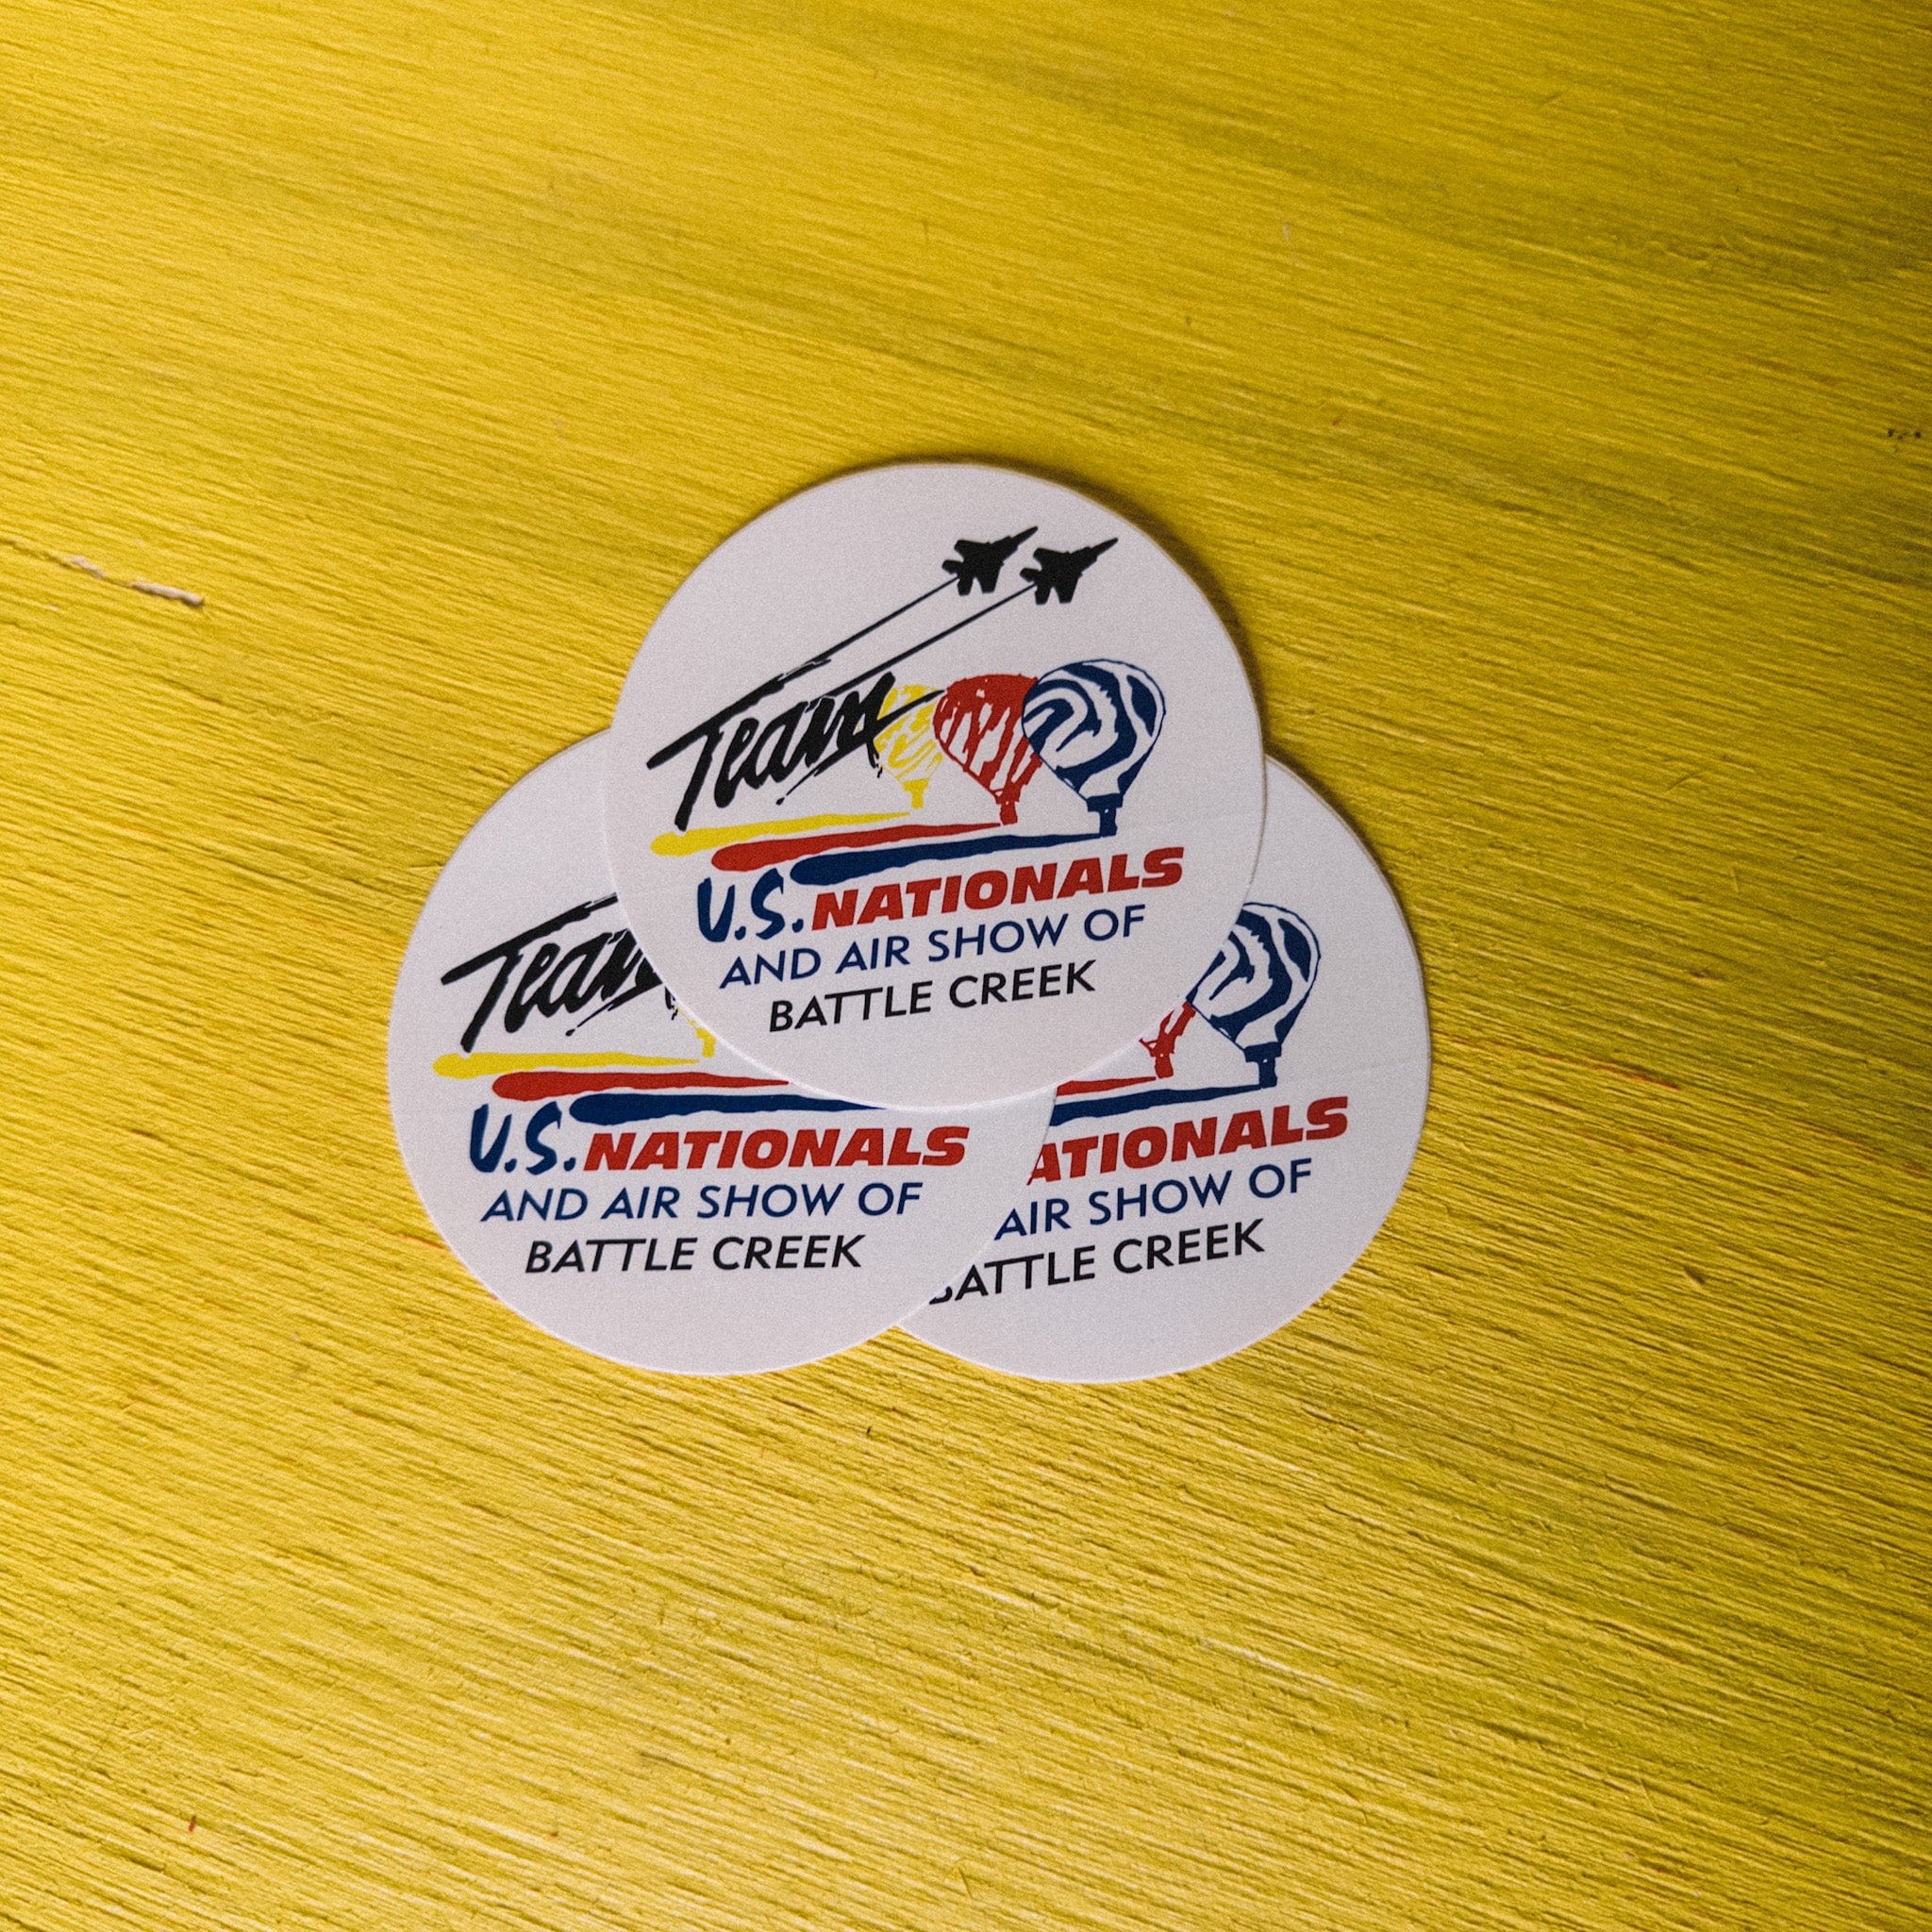 Team
U.S. NATIONALS
AND AIR SHOW OF
BATTLE CREEK
Team
U.S. NATIONALS
AND AIR SHOW OF
BATTLE CREEK
ATIONALS
AIR SHOW OF
BATTLE CREEK